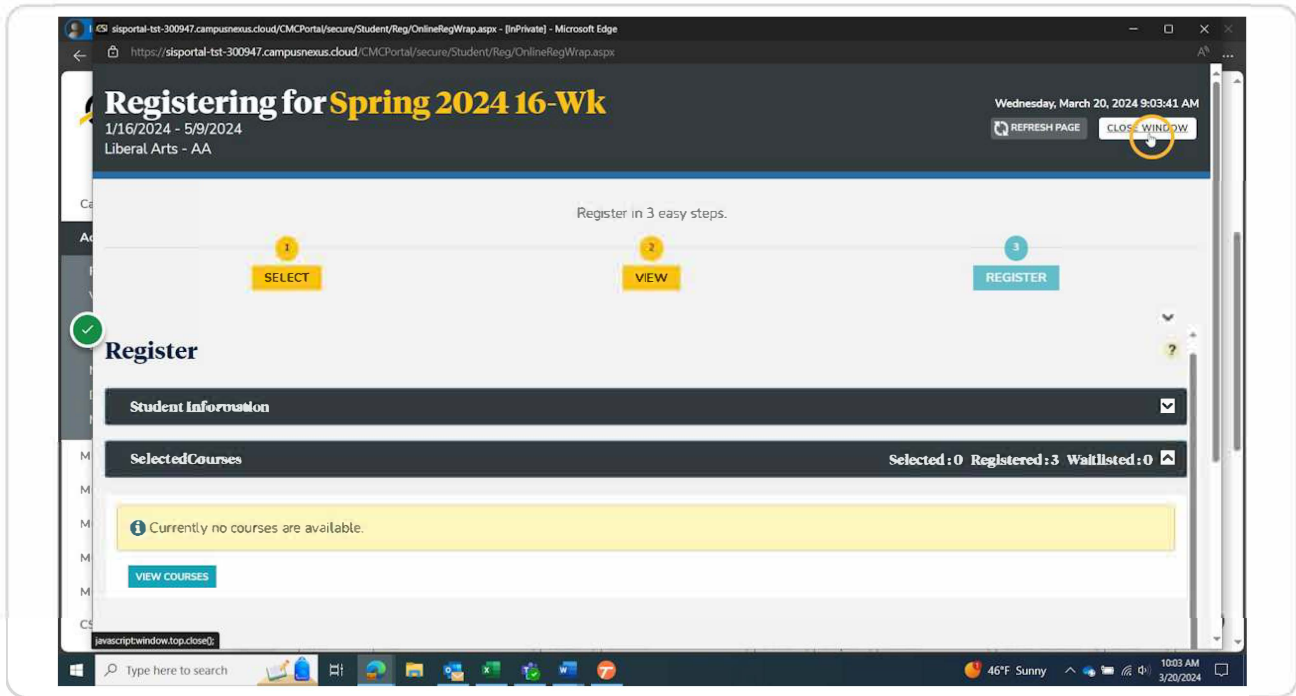 sisportal-tst-300947.campusnexus.cloud/CMCPortal/secure/Student/Reg/OnlineRegWrap.aspx - [InPrivate] - Microsoft Edge
https://sisportal-tst-300947.campusnexus.cloud/CMCPortal/secure/Student/Reg/OnlineRegWrap.aspx
Registering for Spring 2024 16-Wk
1/16/2024 - 5/9/2024
Liberal Arts - AA
Wednesday, March 20, 2024 9:03:41 AM
REFRESH PAGE CLOSE WINDOW
Register in 3 easy steps.
1 2 3
SELECT VIEW REGISTER
Register
?
Student Information
SelectedCourses Selected:0 Registered:3 Waitlisted:0
Currently no courses are available.
VIEW COURSES
javascript:window.top.close();
Type here to search
46°F Sunny
10:03 AM
3/20/2024